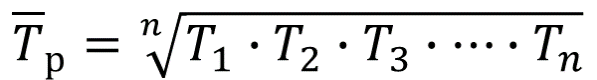 T̅ₚ = ⁿ√(T₁ · T₂ · T₃ · ⋯ · Tₙ)